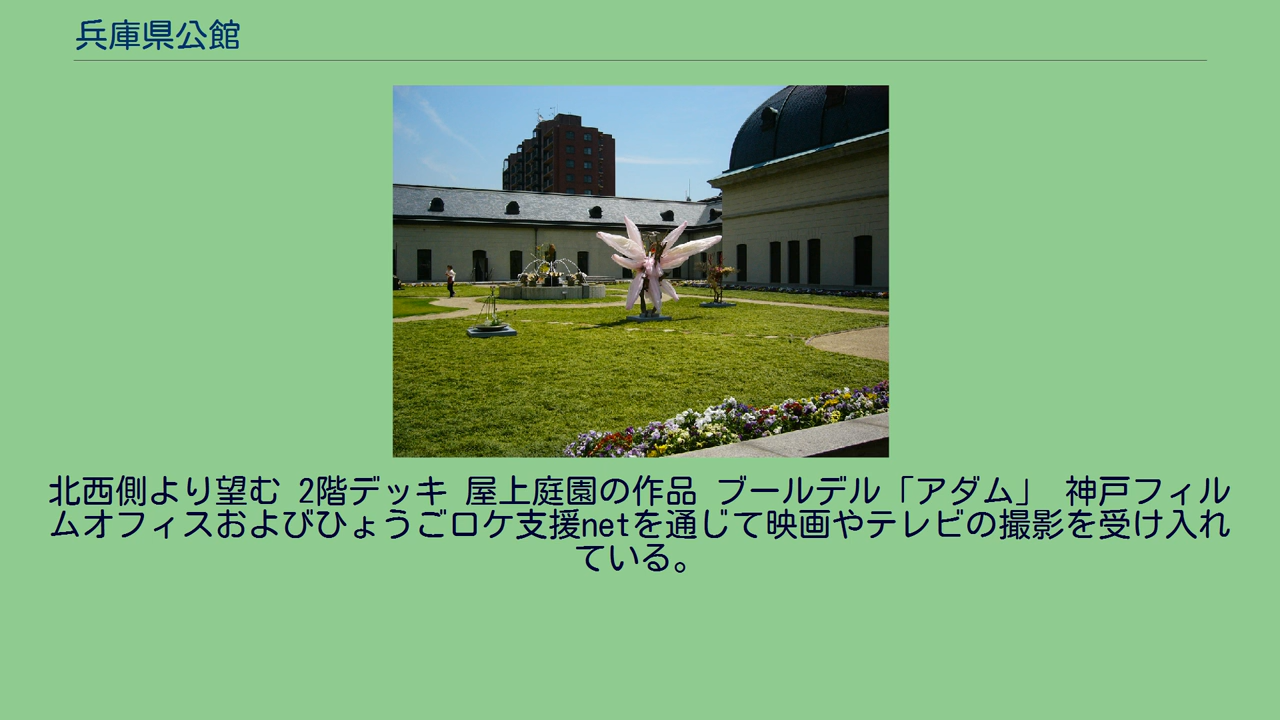 兵庫県公館
北西側より望む 2階デッキ 屋上庭園の作品 ブールデル「アダム」 神戸フィル
ムオフィスおよびひょうごロケ支援netを通じて映画やテレビの撮影を受け入れ
ている。